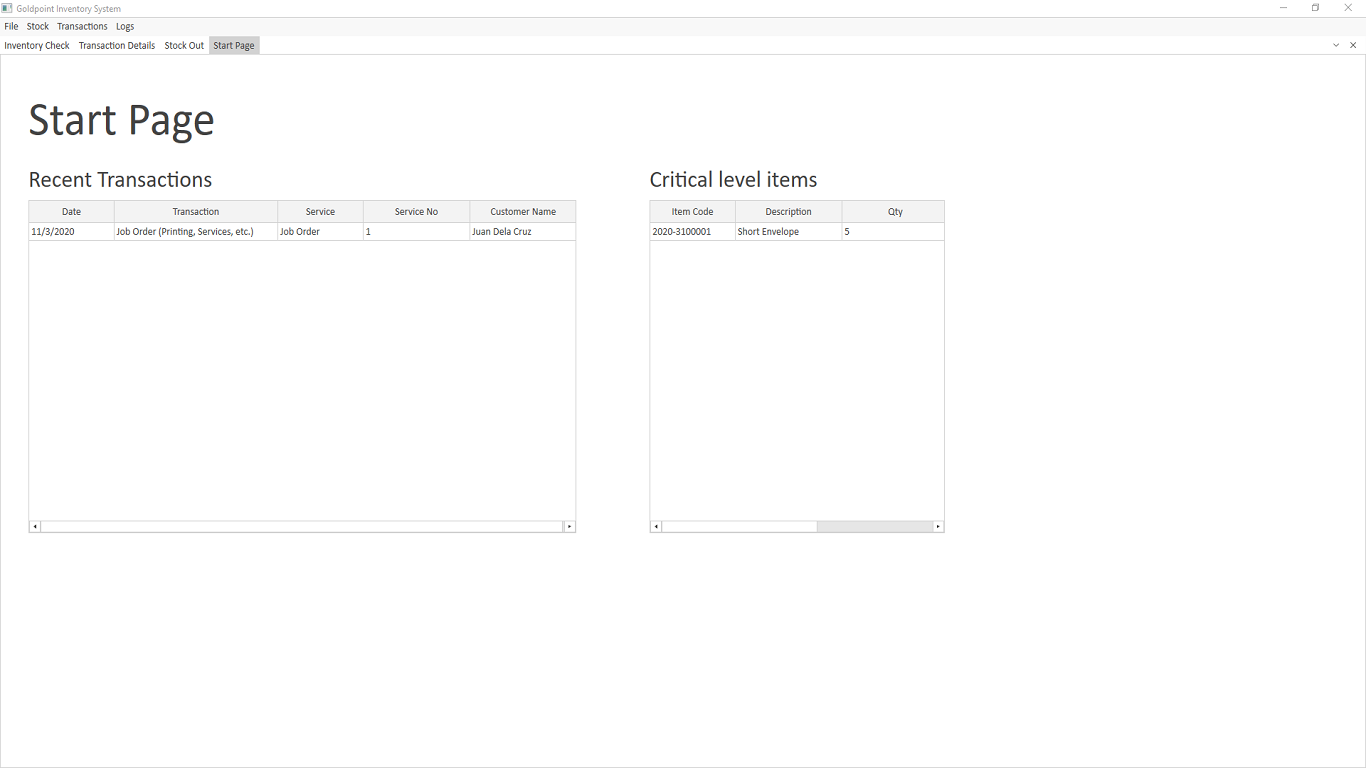 Goldpoint Inventory System
File Stock Transactions Logs
Inventory Check Transaction Details Stock Out Start Page
Start Page
Recent Transactions
Date Transaction Service Service No Customer Name
11/3/2020 Job Order (Printing, Services, etc.) Job Order 1 Juan Dela Cruz
Critical level items
Item Code Description Qty
2020-3100001 Short Envelope 5